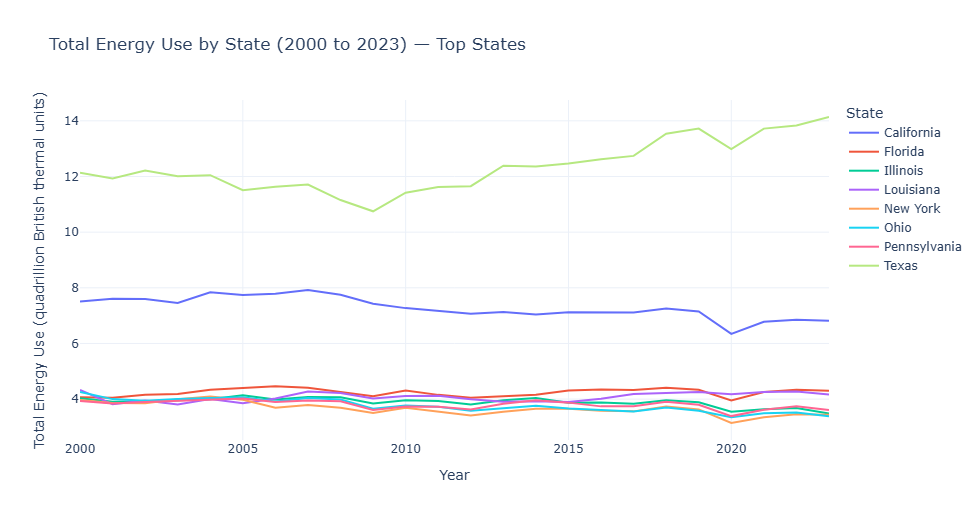 Total Energy Use by State (2000 to 2023) — Top States
Total Energy Use (quadrillion British thermal units)
14
12
10
8
6
4
2000
2005
2010
2015
2020
Year
State
California
Florida
Illinois
Louisiana
New York
Ohio
Pennsylvania
Texas